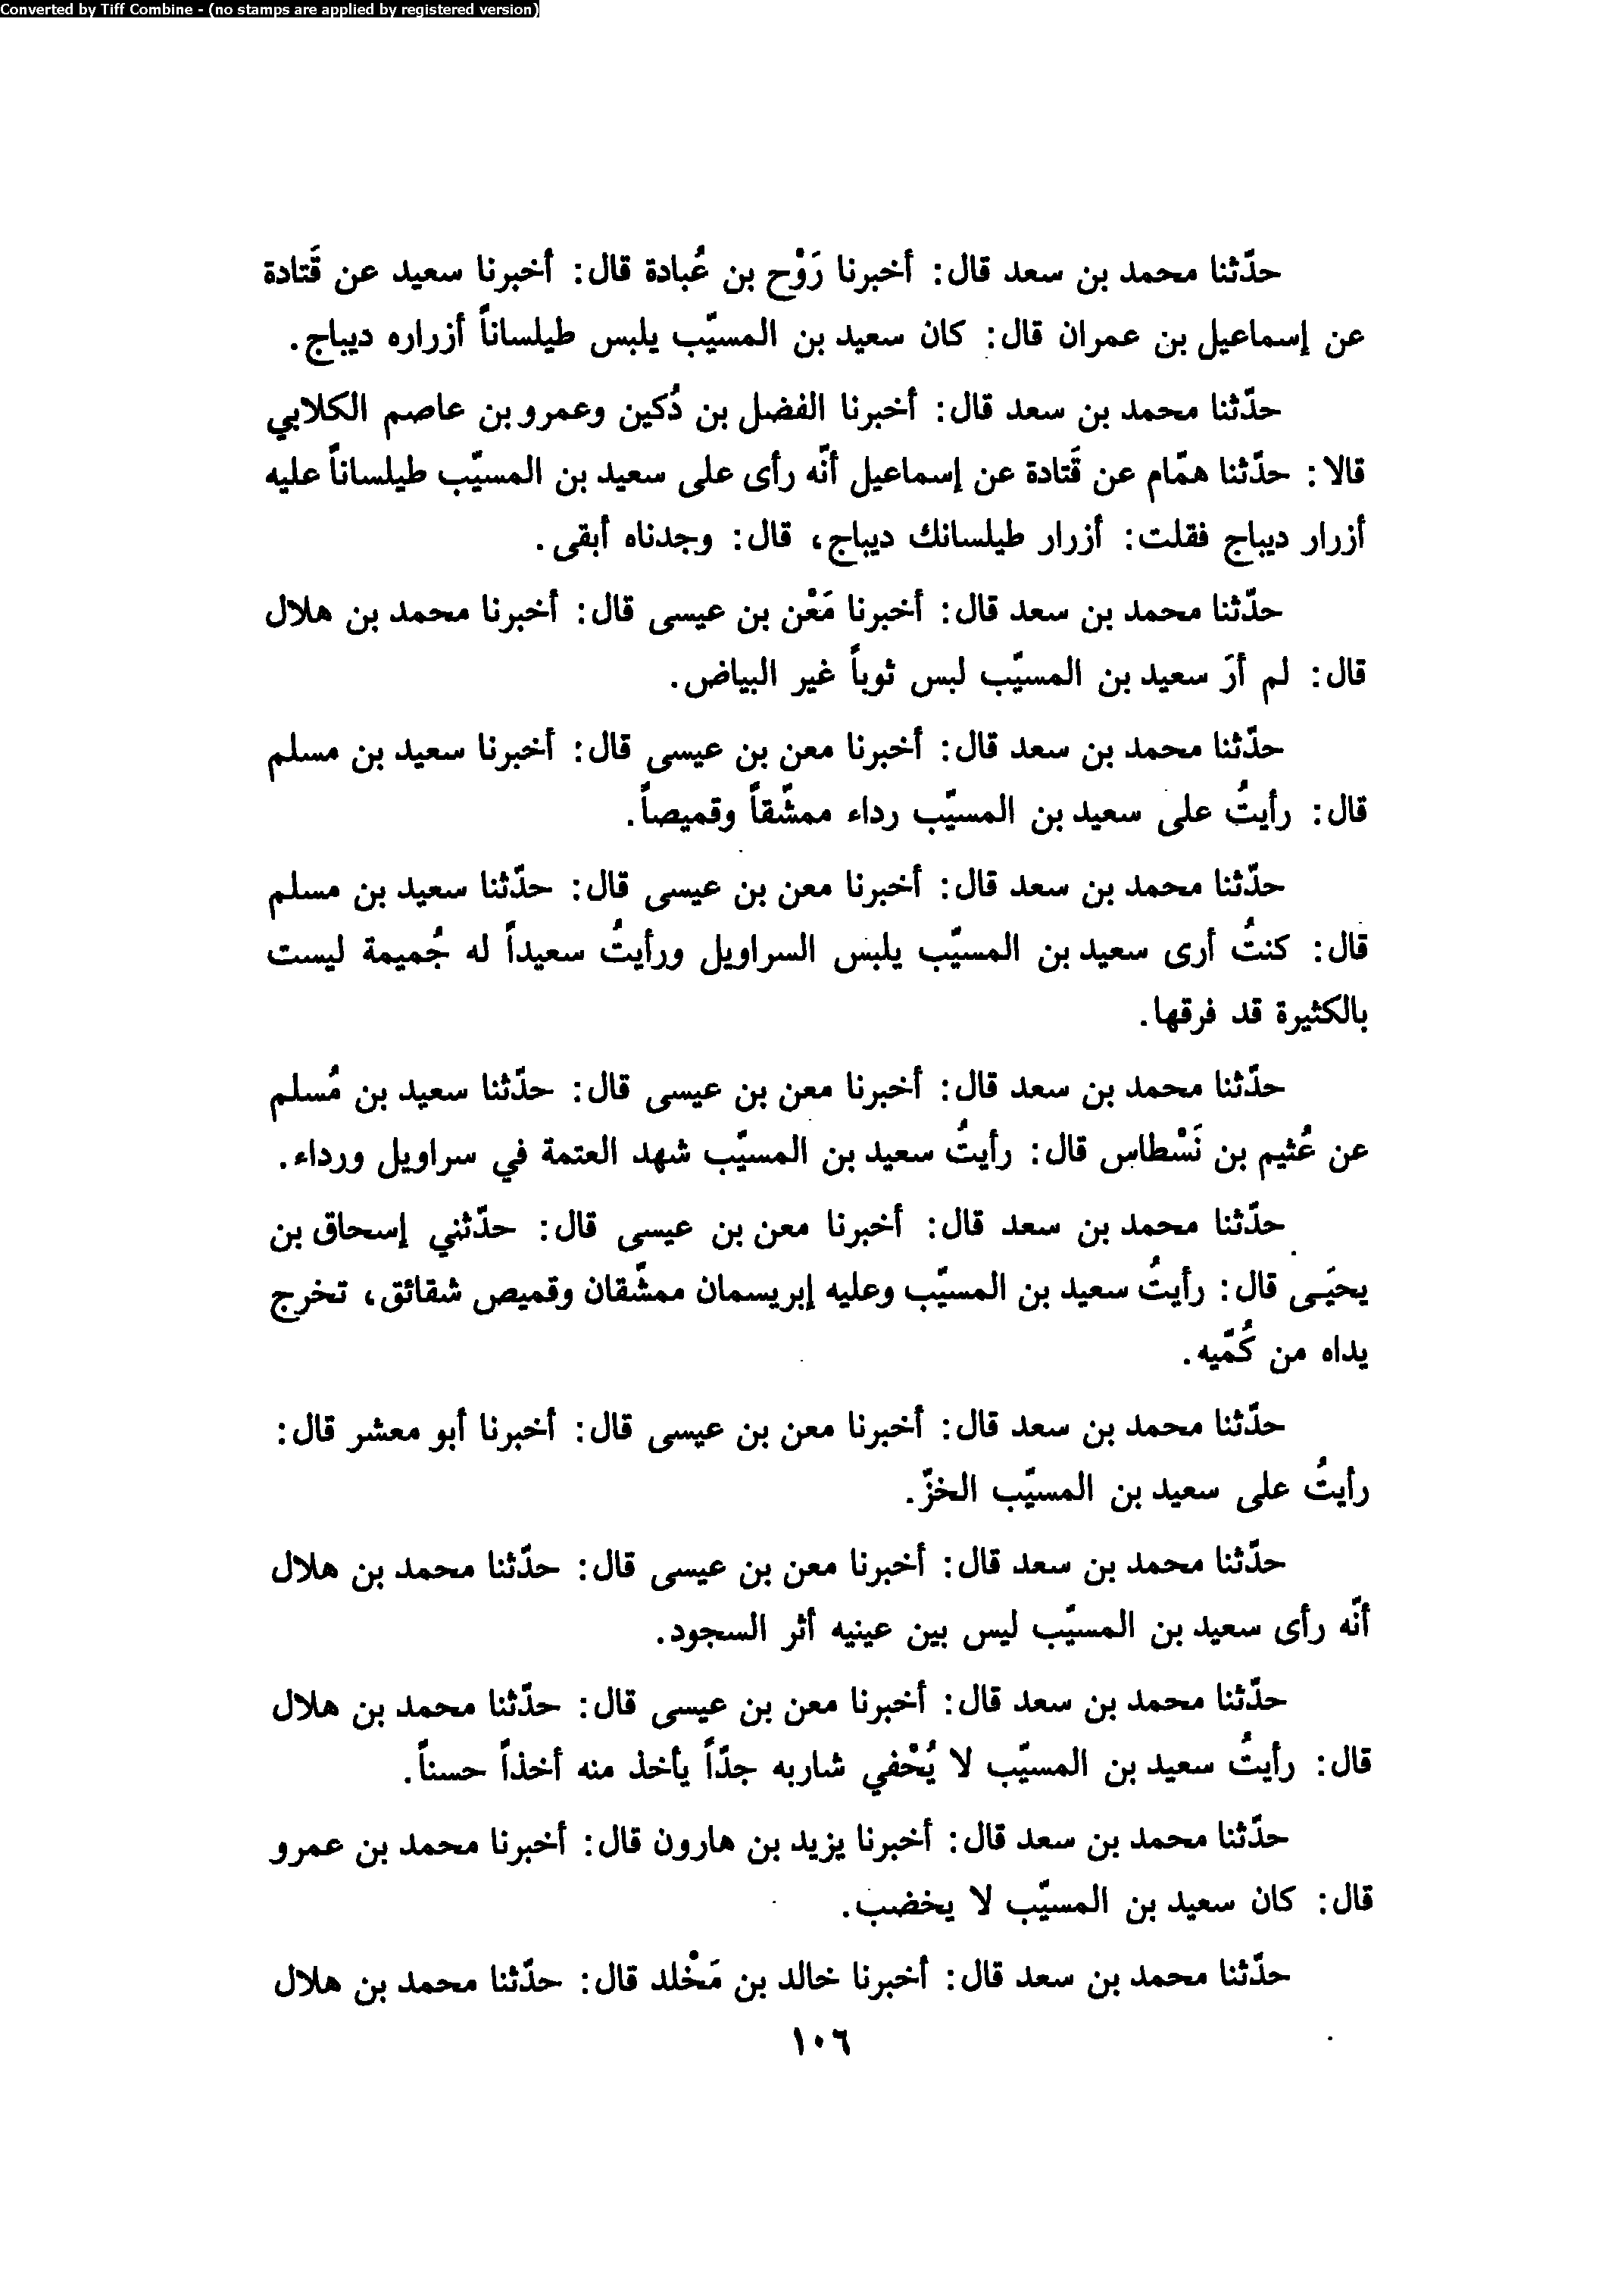 Converted by Tiff Combine - (no stamps are applied by registered version)
حدّثنا محمد بن سعد قال: أخبرنا رَوْح بن عُبادة قال: أخبرنا سعيد عن قَتادة
عن إسماعيل بن عمران قال: كان سعيد بن المسيّب يلبس طيلساناً أزراره ديباج.
حدّثنا محمد بن سعد قال: أخبرنا الفضل بن دُكين وعمرو بن عاصم الكلابي
قالا: حدّثنا همّام عن قَتادة عن إسماعيل أنّه رأى على سعيد بن المسيّب طيلساناً عليه
أزرار ديباج فقلت: أزرار طيلسانك ديباج، قال: وجدناه أبقى.
حدّثنا محمد بن سعد قال: أخبرنا مَعْن بن عيسى قال: أخبرنا محمد بن هلال
قال: لم أرَ سعيد بن المسيّب لبس ثوباً غير البياض.
حدّثنا محمد بن سعد قال: أخبرنا معن بن عيسى قال: أخبرنا سعيد بن مسلم
قال: رأيتُ على سعيد بن المسيّب رداء ممشّقاً وقميصاً.
حدّثنا محمد بن سعد قال: أخبرنا معن بن عيسى قال: حدّثنا سعيد بن مسلم
قال: كنتُ أرى سعيد بن المسيّب يلبس السراويل ورأيتُ سعيداً له جُميمة ليست
بالكثيرة قد فرقها.
حدّثنا محمد بن سعد قال: أخبرنا معن بن عيسى قال: حدّثنا سعيد بن مُسلم
عن عُثيم بن نَسْطاس قال: رأيتُ سعيد بن المسيّب شهد العتمة في سراويل ورداء.
حدّثنا محمد بن سعد قال: أخبرنا معن بن عيسى قال: حدّثني إسحاق بن
يحيَى قال: رأيتُ سعيد بن المسيّب وعليه إبريسمان ممشّقان وقميص شقائق، تخرج
يداه من كُمّيه.
حدّثنا محمد بن سعد قال: أخبرنا معن بن عيسى قال: أخبرنا أبو معشر قال:
رأيتُ على سعيد بن المسيّب الخزّ.
حدّثنا محمد بن سعد قال: أخبرنا معن بن عيسى قال: حدّثنا محمد بن هلال
أنّه رأى سعيد بن المسيّب ليس بين عينيه أثر السجود.
حدّثنا محمد بن سعد قال: أخبرنا معن بن عيسى قال: حدّثنا محمد بن هلال
قال: رأيتُ سعيد بن المسيّب لا يُحْفي شاربه جدّاً يأخذ منه أخذاً حسناً.
حدّثنا محمد بن سعد قال: أخبرنا يزيد بن هارون قال: أخبرنا محمد بن عمرو
قال: كان سعيد بن المسيّب لا يخضب.
حدّثنا محمد بن سعد قال: أخبرنا خالد بن مَخْلد قال: حدّثنا محمد بن هلال
١٠٦